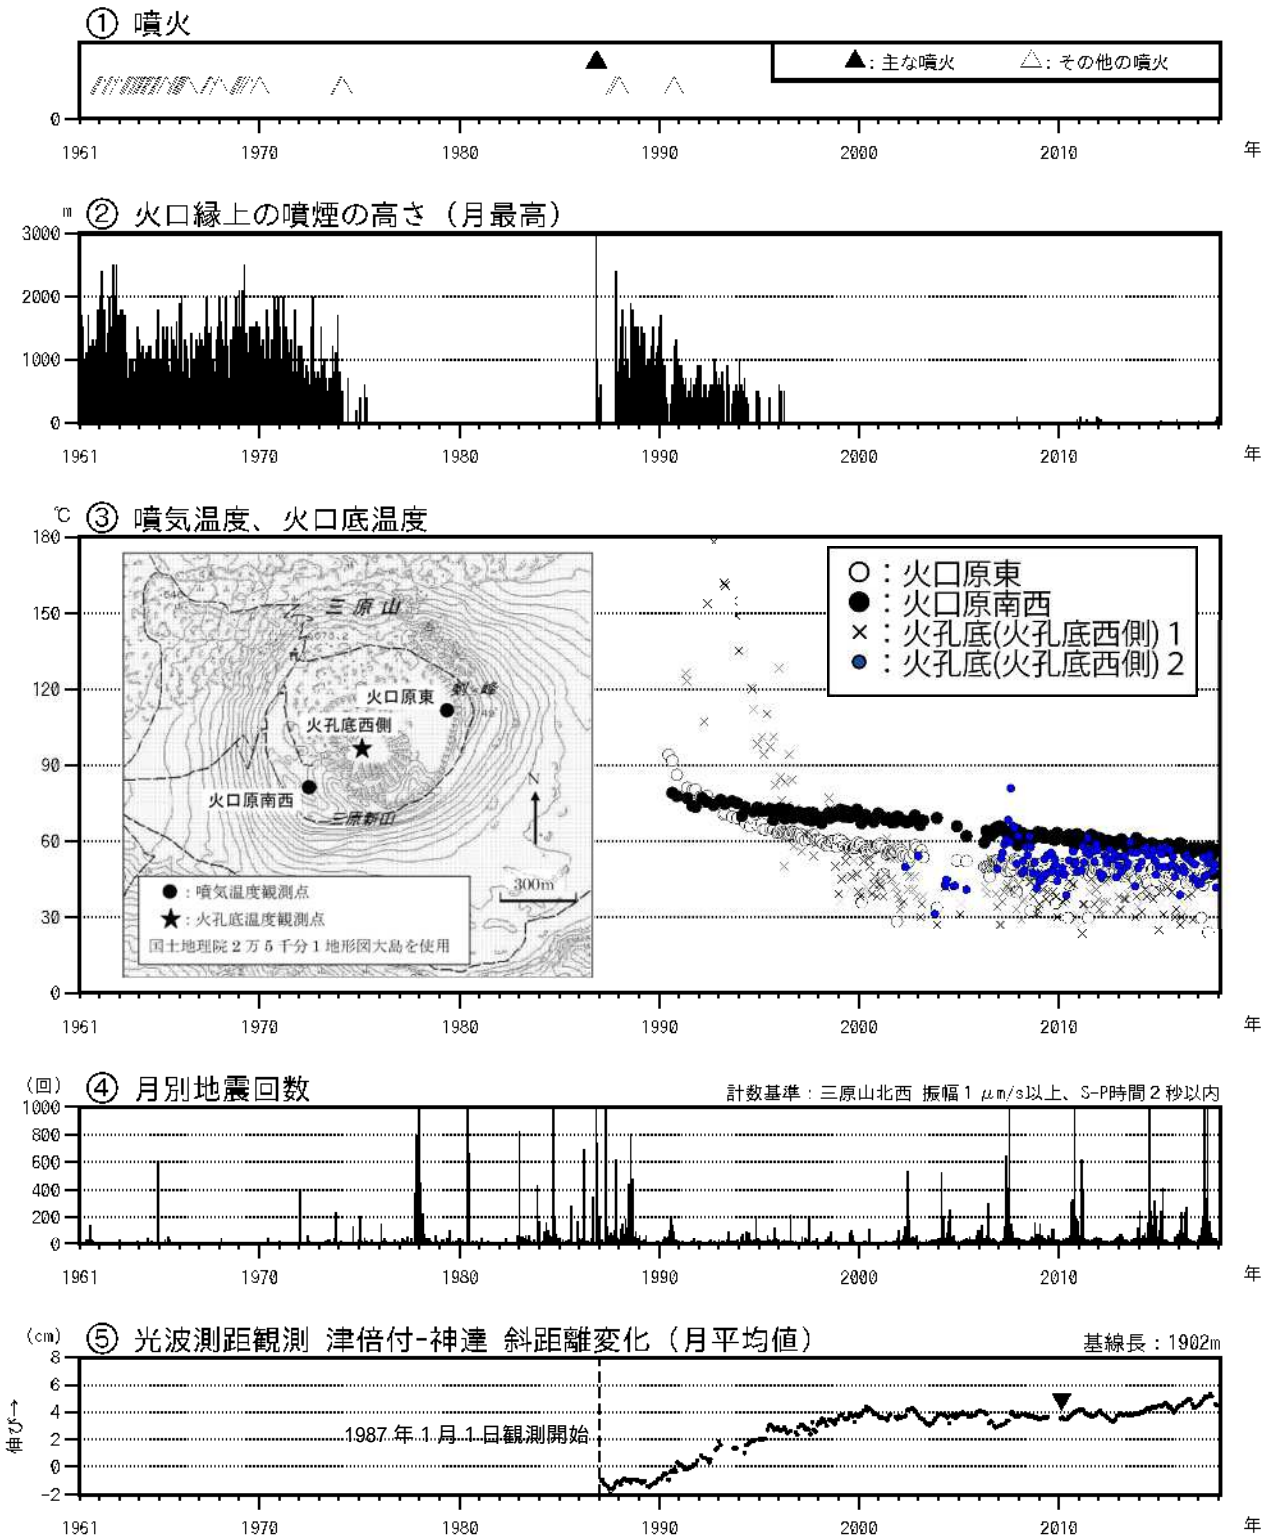 ① 噴火
▲：主な噴火 △：その他の噴火
0
1961 1970 1980 1990 2000 2010 年
m ② 火口縁上の噴煙の高さ（月最高）
3000
2000
1000
0
1961 1970 1980 1990 2000 2010 年
℃ ③ 噴気温度、火口底温度
180
150
120
90
60
30
0
○：火口原東
●：火口原南西
×：火孔底(火孔底西側)１
●：火孔底(火孔底西側)２
三原山
火口原東 剣ヶ峰
火孔底西側
火口原南西
三原新山
N
300m
●：噴気温度観測点
★：火孔底温度観測点
国土地理院２万５千分１地形図大島を使用
1961 1970 1980 1990 2000 2010 年
(回) ④ 月別地震回数 計数基準：三原山北西 振幅１μm/s以上、S-P時間２秒以内
1000
800
600
400
200
0
1961 1970 1980 1990 2000 2010 年
(cm) ⑤ 光波測距観測 津倍付-神達 斜距離変化（月平均値） 基線長：1902m
8
6
4
2
0
-2
伸び→
1987 年１月１日観測開始
1961 1970 1980 1990 2000 2010 年